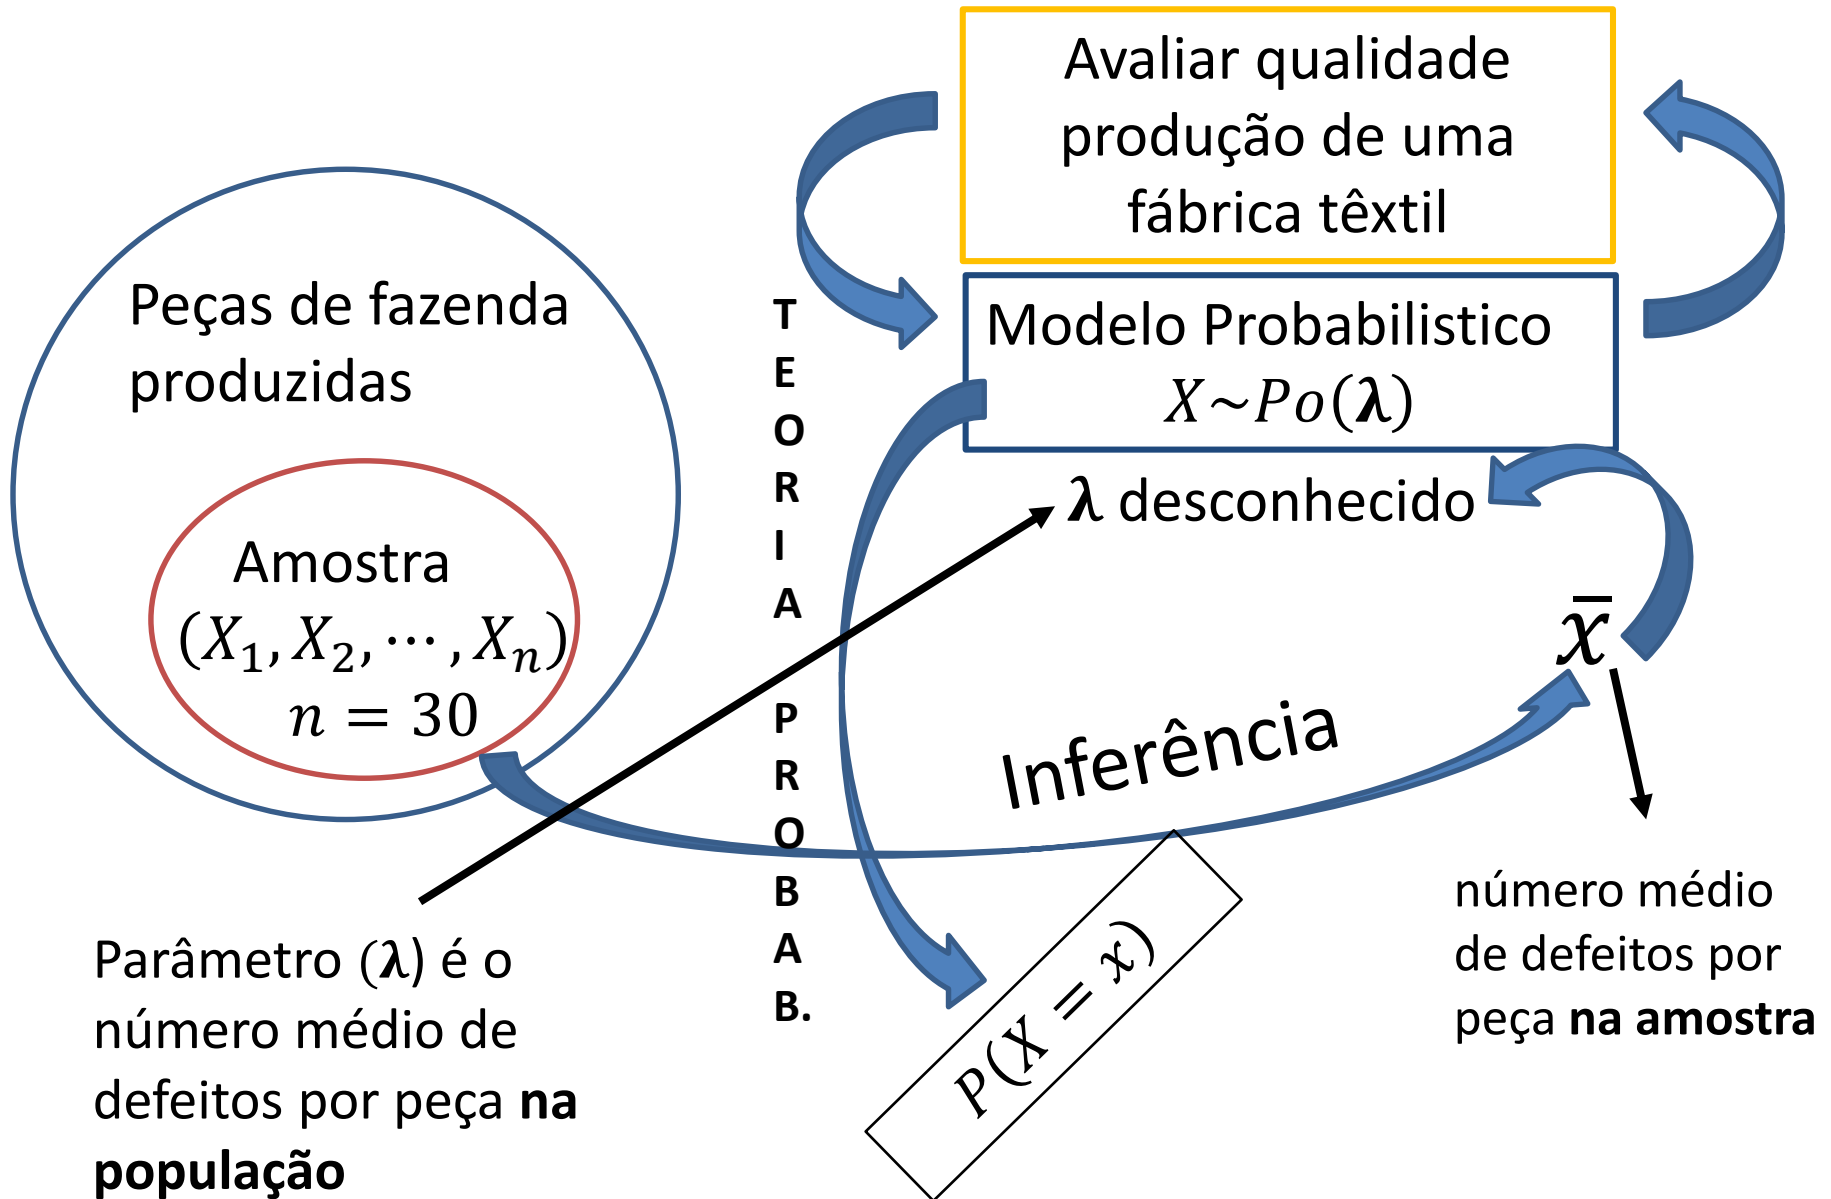 Avaliar qualidade
produção de uma
fábrica têxtil
Modelo Probabilistico
X~Po(λ)
λ desconhecido
Peças de fazenda
produzidas
Amostra
(X₁, X₂, ⋯ , Xₙ)
n = 30
T
E
O
R
I
A
P
R
O
B
A
B.
x̄
Inferência
P(X = x)
Parâmetro (λ) é o
número médio de
defeitos por peça na
população
número médio
de defeitos por
peça na amostra